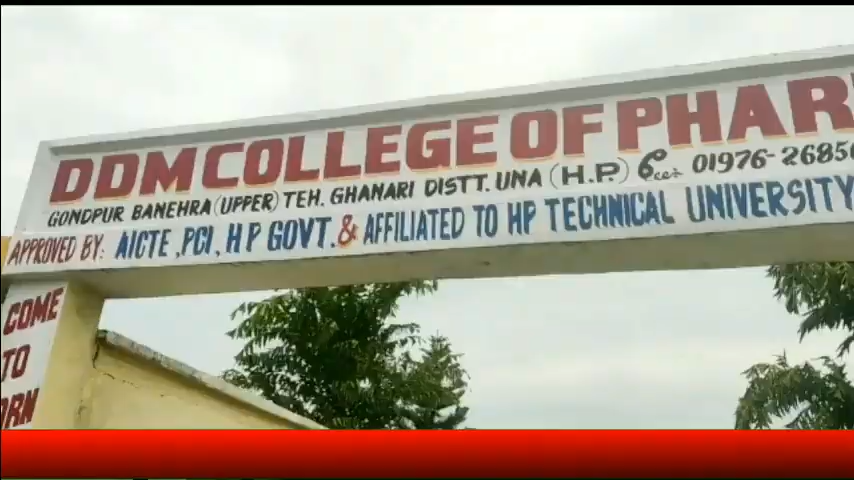 DDM COLLEGE OF PHAR
GONDPUR BANEHRA (UPPER) TEH. GHANARI DISTT. UNA (H.P.) 01976-2685
APPROVED BY: AICTE, PCI, H P GOVT. & AFFILIATED TO HP TECHNICAL UNIVERSITY,
COME
TO
RN